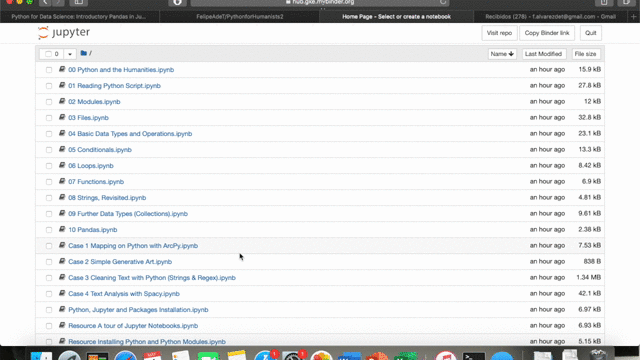 hub.gke.mybinder.org
Python for Data Science: Introductory Pandas in Ju...
FelipeAdeT/PythonforHumanists2
Home Page - Select or create a notebook
Recibidos (278) - f.alvarezdet@gmail.com - Gmail
jupyter
Visit repo
Copy Binder link
Quit
0
/
Name
Last Modified
File size
00 Python and the Humanities.ipynb an hour ago 15.9 kB
01 Reading Python Script.ipynb an hour ago 27.8 kB
02 Modules.ipynb an hour ago 12 kB
03 Files.ipynb an hour ago 32.8 kB
04 Basic Data Types and Operations.ipynb an hour ago 23.1 kB
05 Conditionals.ipynb an hour ago 13.3 kB
06 Loops.ipynb an hour ago 8.42 kB
07 Functions.ipynb an hour ago 6.9 kB
08 Strings, Revisited.ipynb an hour ago 4.81 kB
09 Further Data Types (Collections).ipynb an hour ago 9.61 kB
10 Pandas.ipynb an hour ago 2.38 kB
Case 1 Mapping on Python with ArcPy.ipynb an hour ago 7.53 kB
Case 2 Simple Generative Art.ipynb an hour ago 838 B
Case 3 Cleaning Text with Python (Strings & Regex).ipynb an hour ago 1.34 MB
Case 4 Text Analysis with Spacy.ipynb an hour ago 42.1 kB
Python, Jupyter and Packages Installation.ipynb an hour ago 6.97 kB
Resource A tour of Jupyter Notebooks.ipynb an hour ago 6.93 kB
Resource Installing Python and Python Modules.ipynb an hour ago 5.15 kB